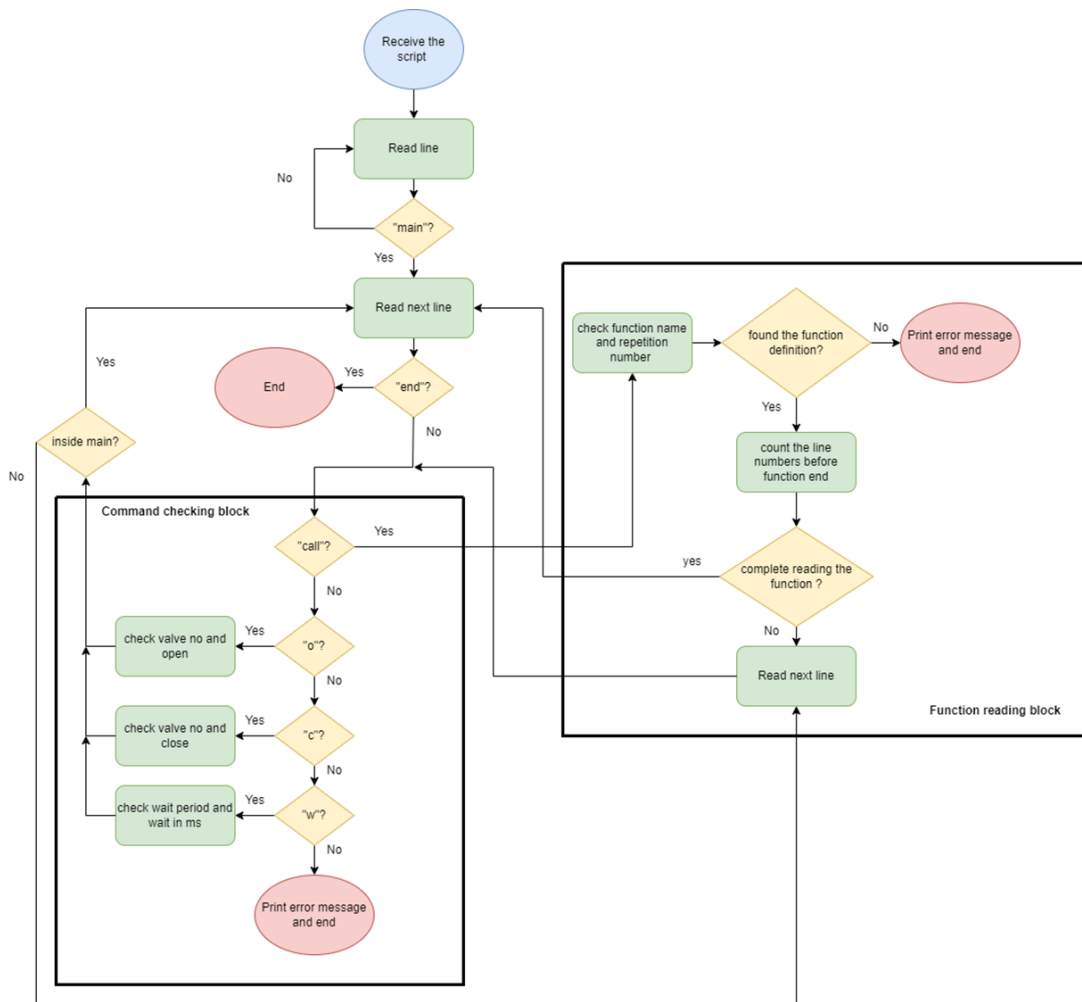 Receive the
script
Read line
No
"main"?
Yes
Read next line
Yes
"end"?
End
No
Yes
inside main?
No
check function name
and repetition
number
found the function
definition?
No
Print error message
and end
Yes
count the line
numbers before
function end
complete reading the
function ?
yes
No
Read next line
Function reading block
Command checking block
"call"?
Yes
No
"o"?
Yes
check valve no and
open
No
"c"?
Yes
check valve no and
close
No
"w"?
Yes
check wait period and
wait in ms
No
Print error message
and end